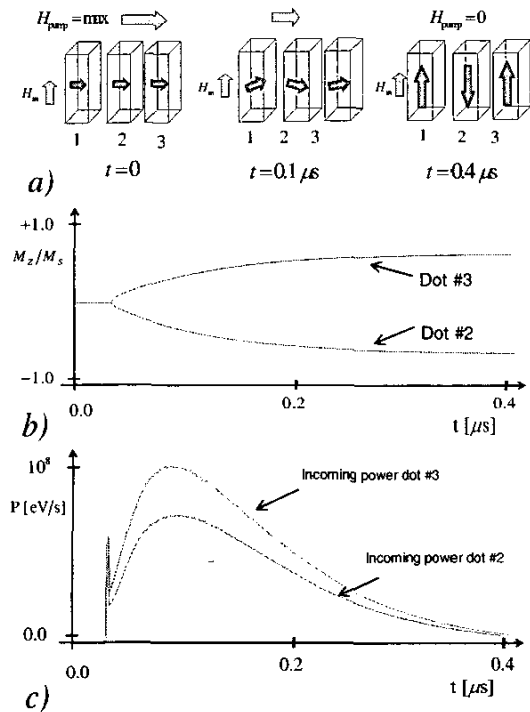 H_pump = max
H_pump = 0
H_in
H_in
H_in
1 2 3
1 2 3
1 2 3
t = 0
t = 0.1 μs
t = 0.4 μs
a)
+1.0
M_z/M_s
Dot #3
Dot #2
−1.0
0.0 0.2 0.4
t [μs]
b)
10⁸
P [eV/s]
Incoming power dot #3
Incoming power dot #2
0.0
0.0 0.2 0.4
t [μs]
c)